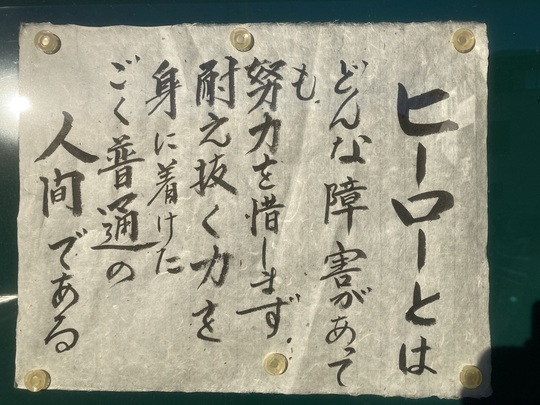 ヒーローとは
どんな障害があって
も
努力を惜しまず
耐え抜く力を
身に着けた
ごく普通の
人間である